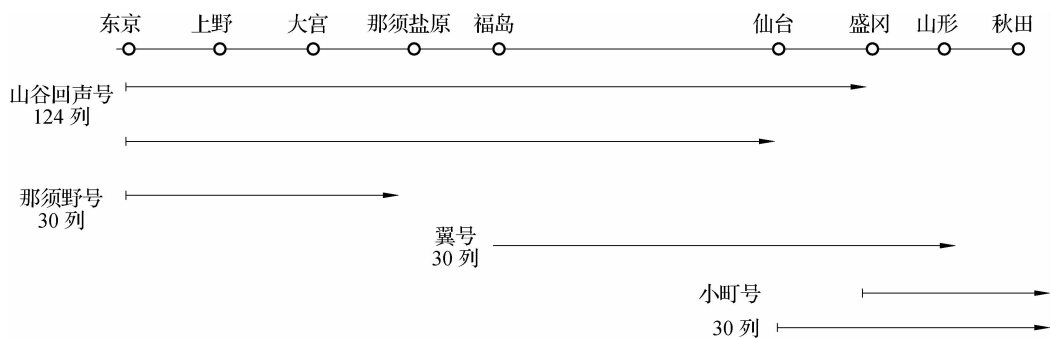 东京 上野 大宫 那须盐原 福岛 仙台 盛冈 山形 秋田
山谷回声号
124 列
那须野号
30 列
翼号
30 列
小町号
30 列